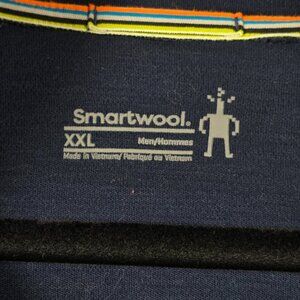 Smartwool.
XXL Men/Hommes
Made in Vietnam/Fabriqué au Vietnam